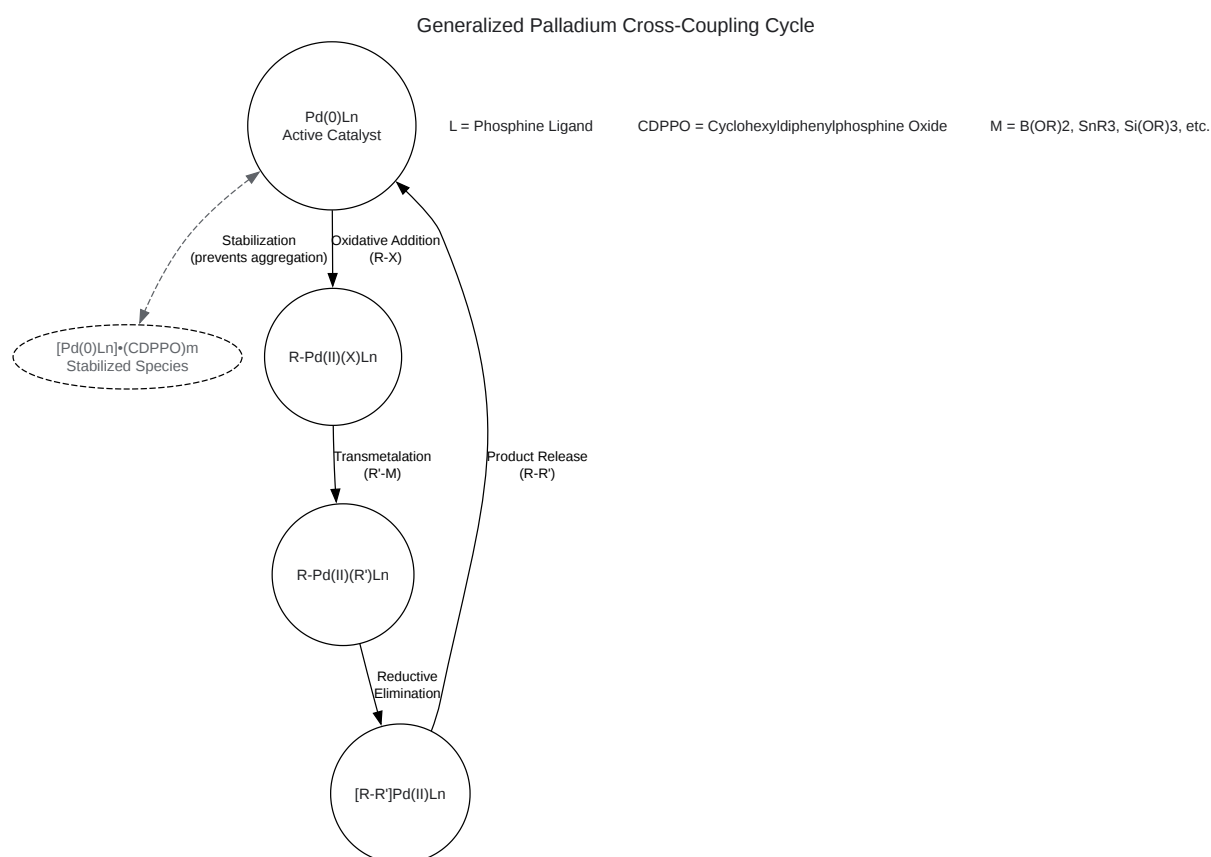 Generalized Palladium Cross-Coupling Cycle
Pd(0)Ln
Active Catalyst
L = Phosphine Ligand
CDPPO = Cyclohexyldiphenylphosphine Oxide
M = B(OR)2, SnR3, Si(OR)3, etc.
Stabilization
(prevents aggregation)
Oxidative Addition
(R-X)
[Pd(0)Ln]•(CDPPO)m
Stabilized Species
R-Pd(II)(X)Ln
Transmetalation
(R'-M)
Product Release
(R-R')
R-Pd(II)(R')Ln
Reductive
Elimination
[R-R']Pd(II)Ln